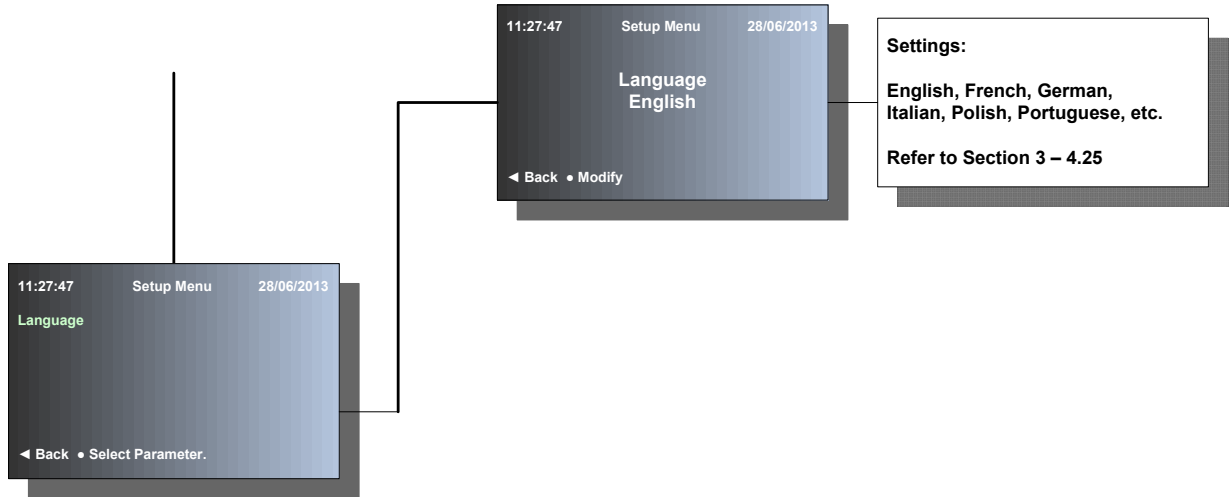 11:27:47 Setup Menu 28/06/2013
Language
English
◄ Back ● Modify
Settings:
English, French, German,
Italian, Polish, Portuguese, etc.
Refer to Section 3 – 4.25
11:27:47 Setup Menu 28/06/2013
Language
◄ Back ● Select Parameter.